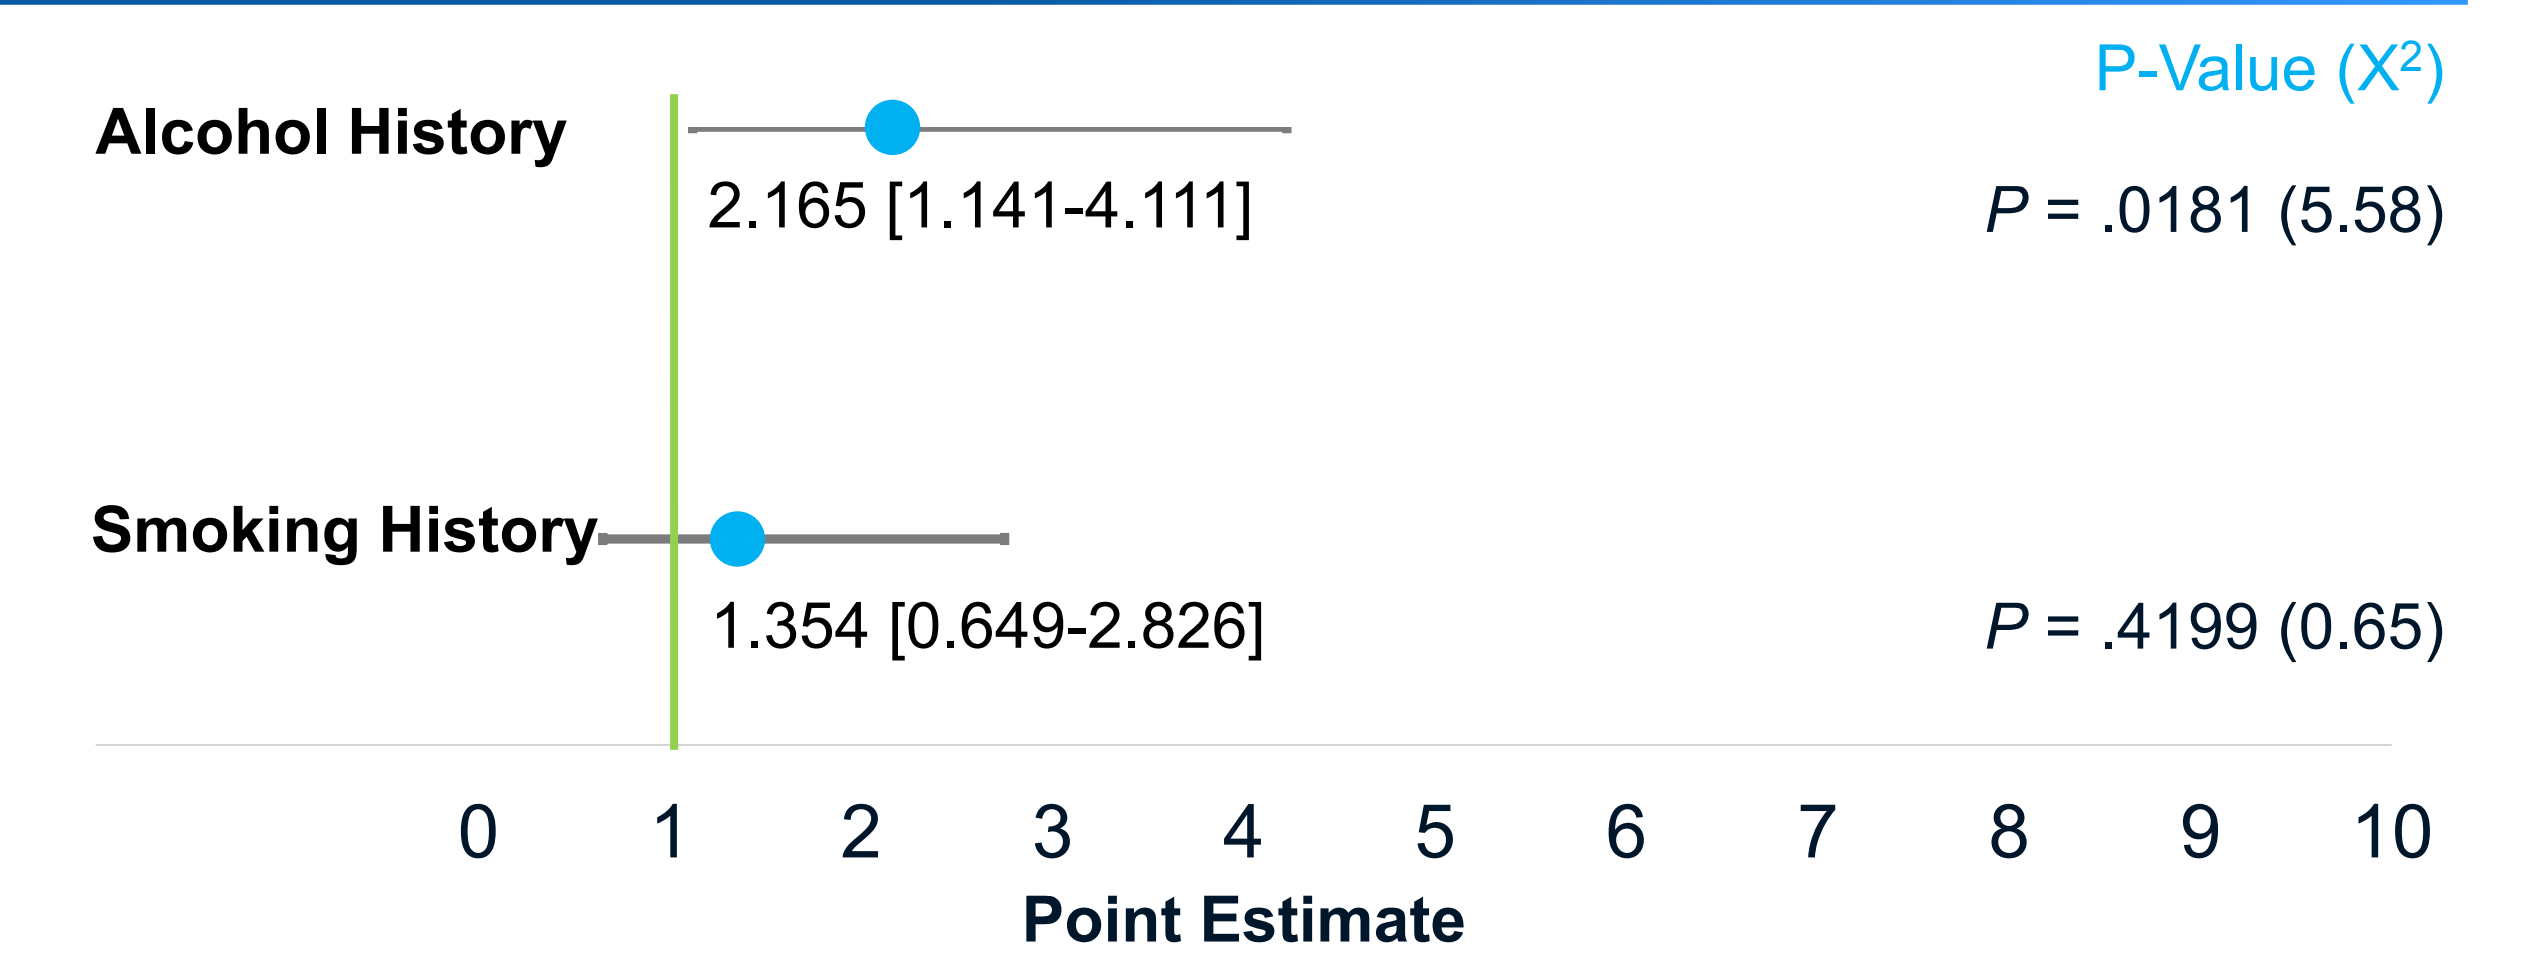 P-Value (X²)
Alcohol History
2.165 [1.141-4.111]
P = .0181 (5.58)
Smoking History
1.354 [0.649-2.826]
P = .4199 (0.65)
0 1 2 3 4 5 6 7 8 9 10
Point Estimate